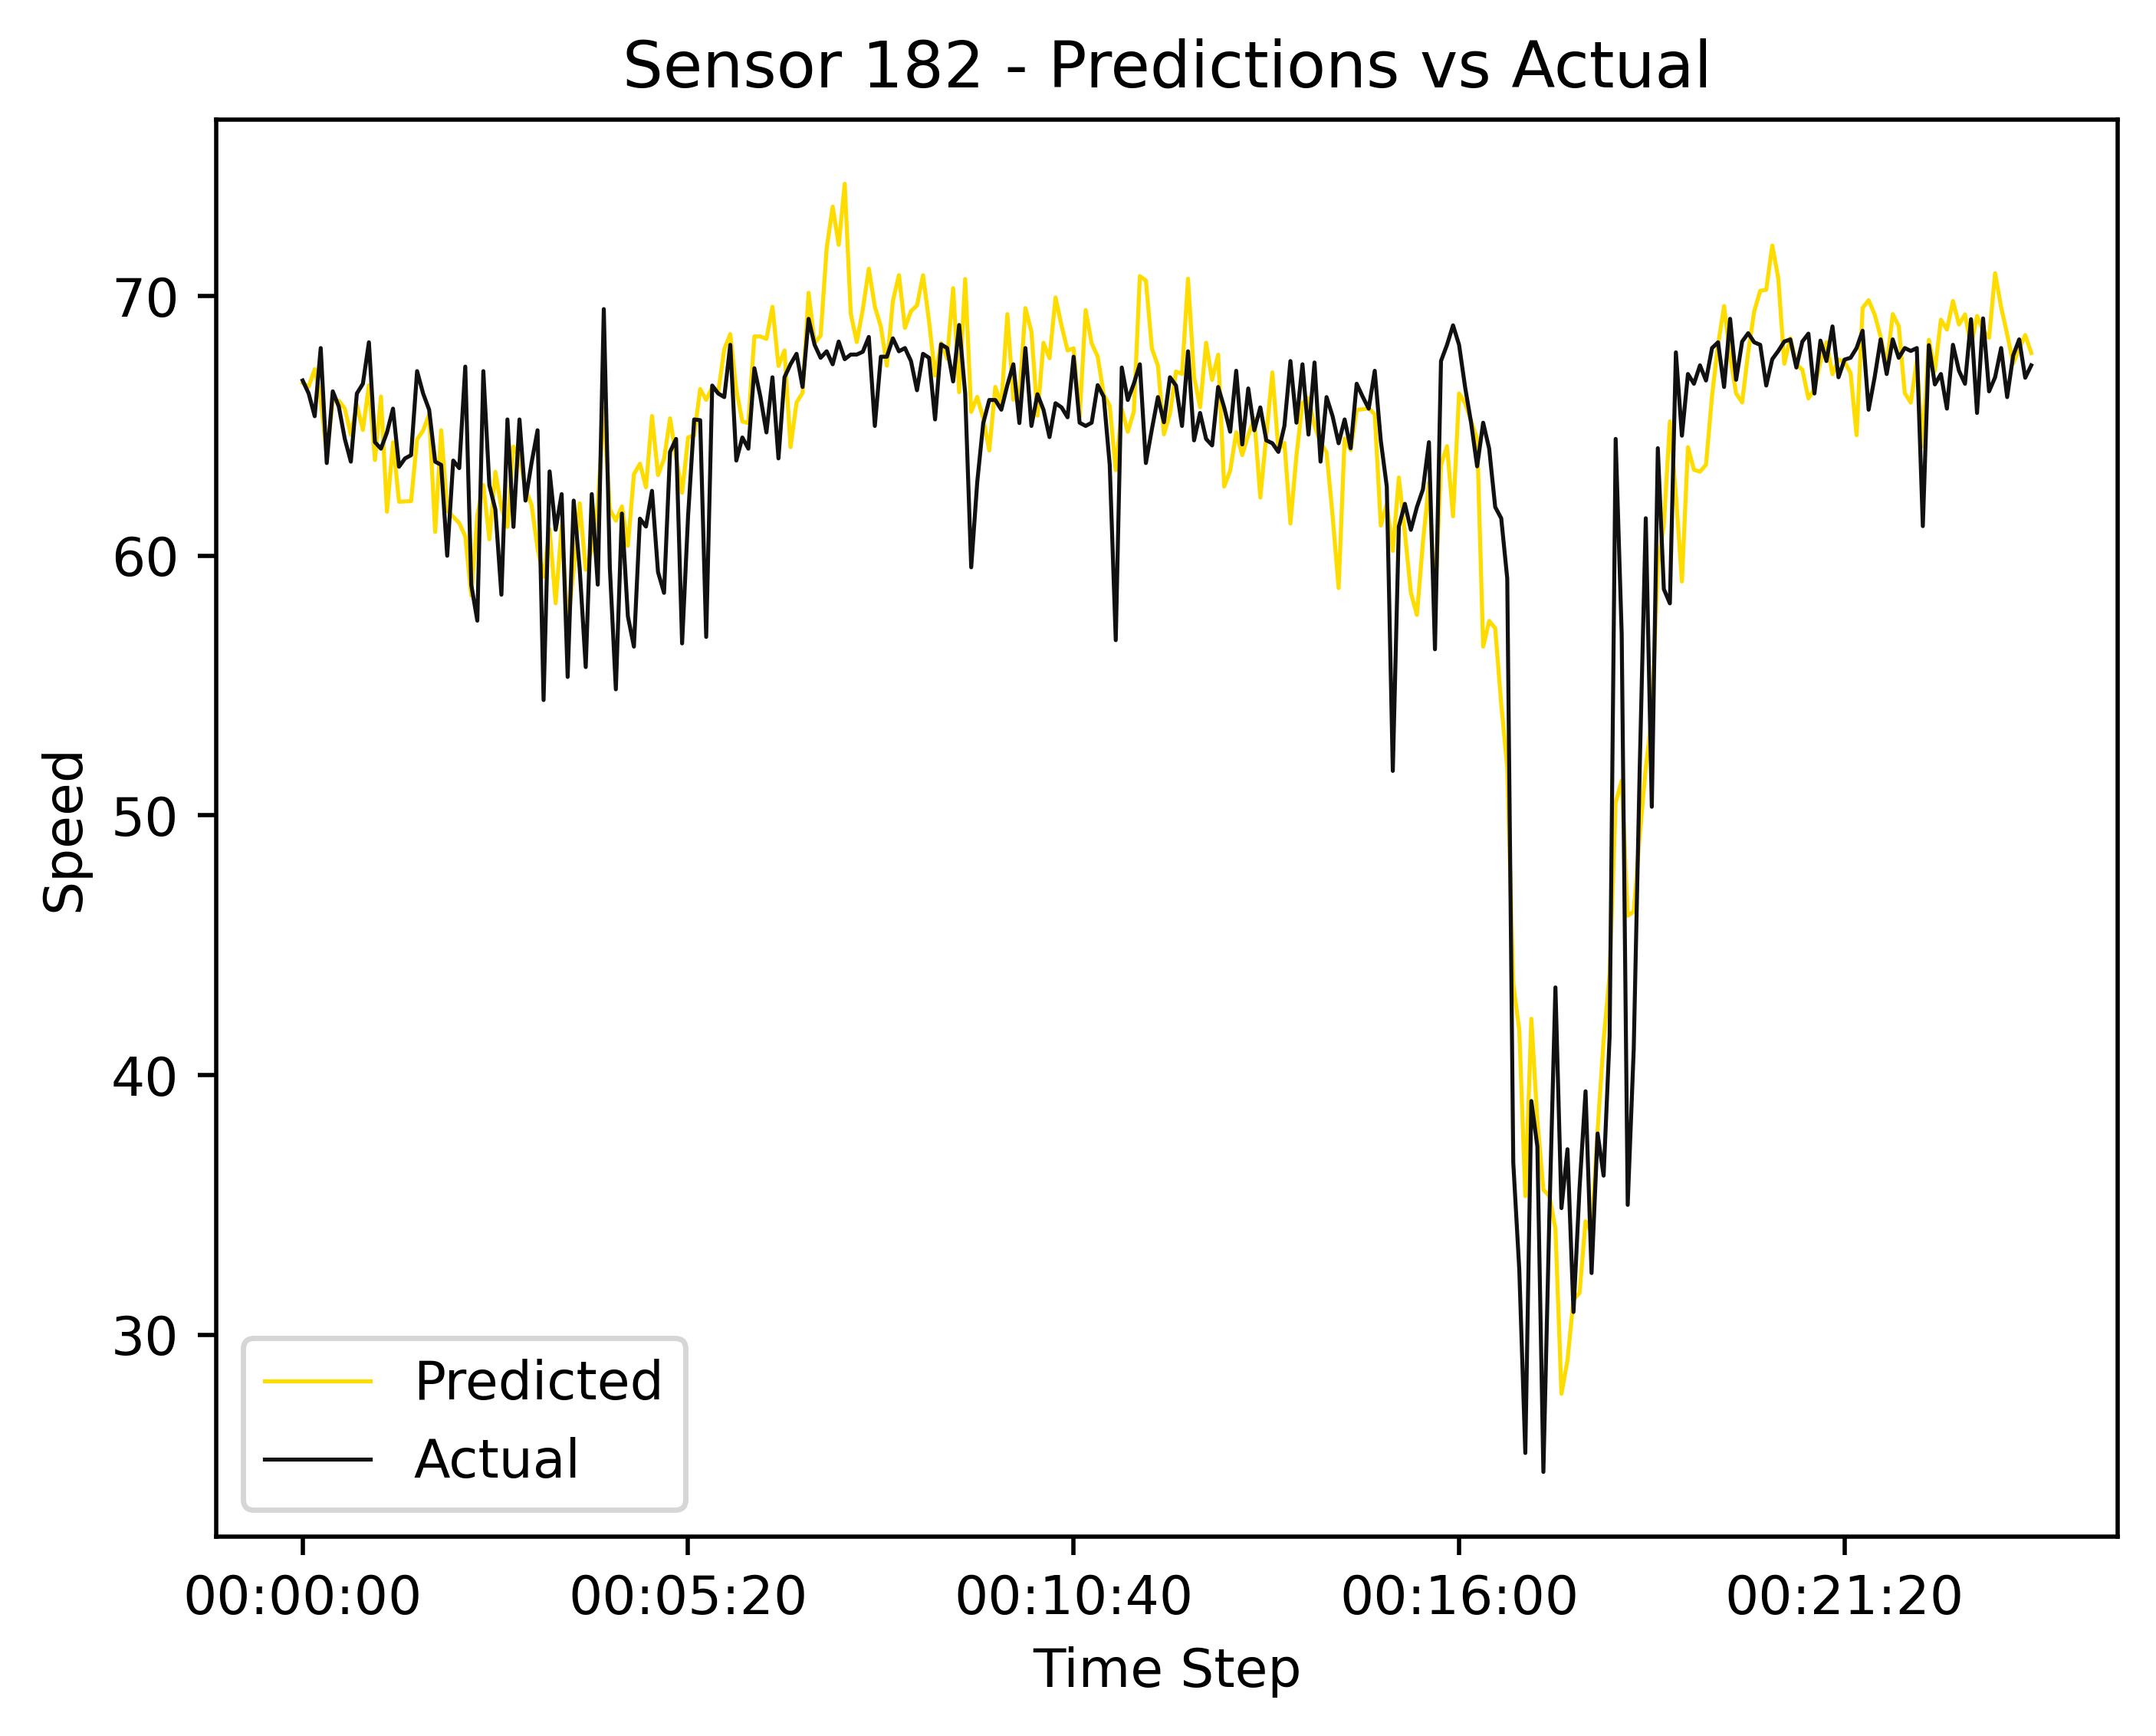 Sensor 182 - Predictions vs Actual
70
60
50
40
30
Speed
Predicted
Actual
00:00:00 00:05:20 00:10:40 00:16:00 00:21:20
Time Step